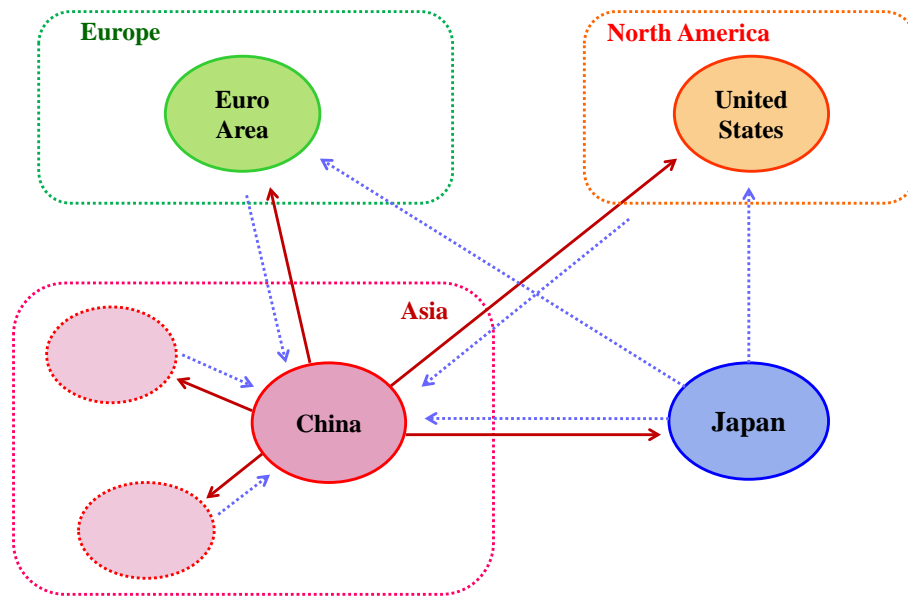 Europe
North America
Euro
Area
United
States
Asia
China
Japan